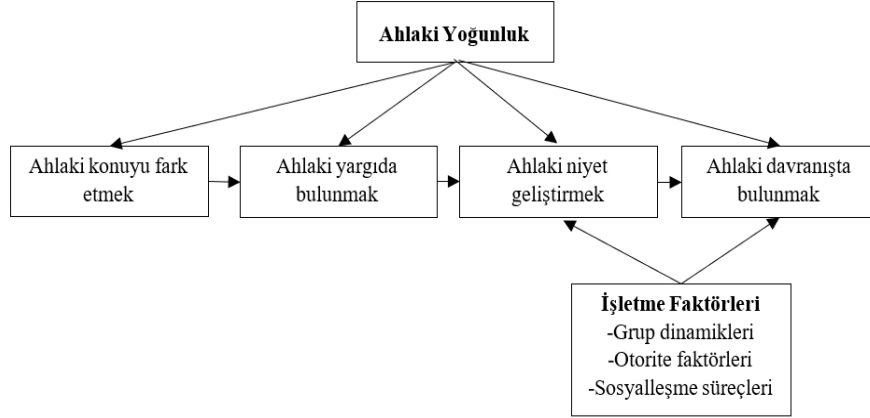 Ahlaki Yoğunluk
Ahlaki konuyu fark
etmek
Ahlaki yargıda
bulunmak
Ahlaki niyet
geliştirmek
Ahlaki davranışta
bulunmak
İşletme Faktörleri
-Grup dinamikleri
-Otorite faktörleri
-Sosyalleşme süreçleri